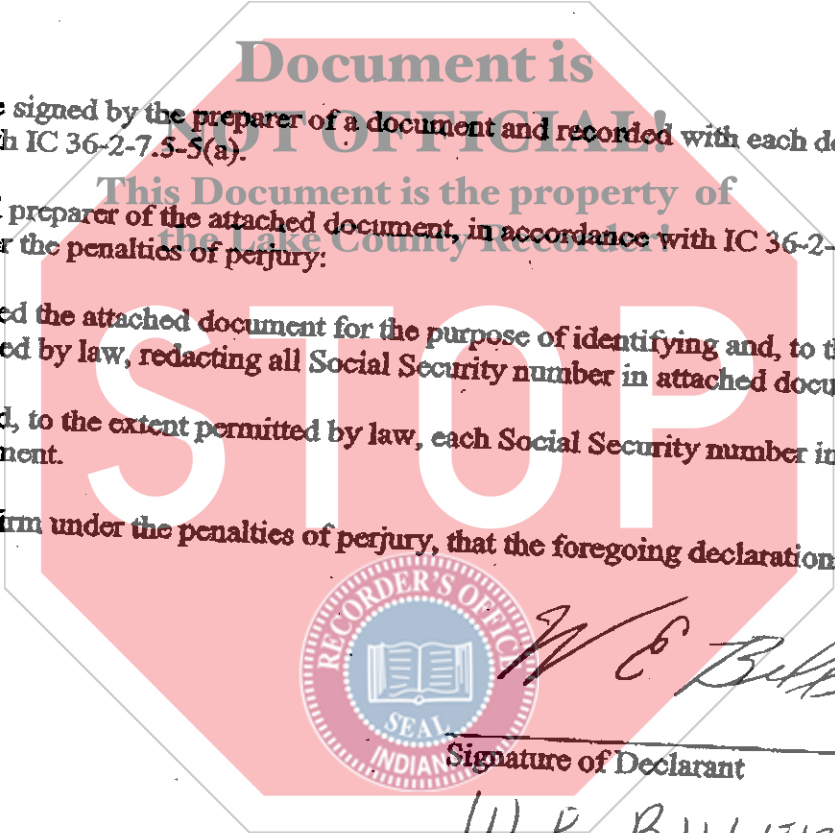 Document is
signed by the preparer of a document and recorded with each
NOT OFFICIAL!
h IC 36-2-7.5-5(a).
This Document is the property of
preparer of the attached document, in accordance with IC 36-2-
the Lake County Recorder!
r the penalties of perjury:
ed the attached document for the purpose of identifying and, to
ed by law, redacting all Social Security number in attached docu
STOP
d, to the extent permitted by law, each Social Security number in
nent.
irm under the penalties of perjury, that the foregoing declaration
RECORDER'S OFFICE
SEAL
INDIAN
W E
Signature of Declarant